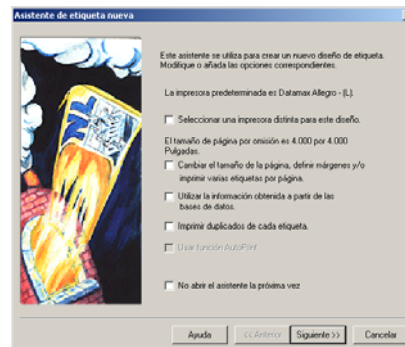 Asistente de etiqueta nueva
Este asistente se utiliza para crear un nuevo diseño de etiqueta.
Modifique o añada las opciones correspondientes.
La impresora predeterminada es Datamax Allegro - (L).
Seleccionar una impresora distinta para este diseño.
El tamaño de página por omisión es 4.000 por 4.000
Pulgadas.
Cambiar el tamaño de la página, definir márgenes y/o
imprimir varias etiquetas por página.
Utilizar la información obtenida a partir de las
bases de datos.
Imprimir duplicados de cada etiqueta.
Usar función AutoPrint
No abrir el asistente la próxima vez
Ayuda
<< Anterior
Siguiente >>
Cancelar